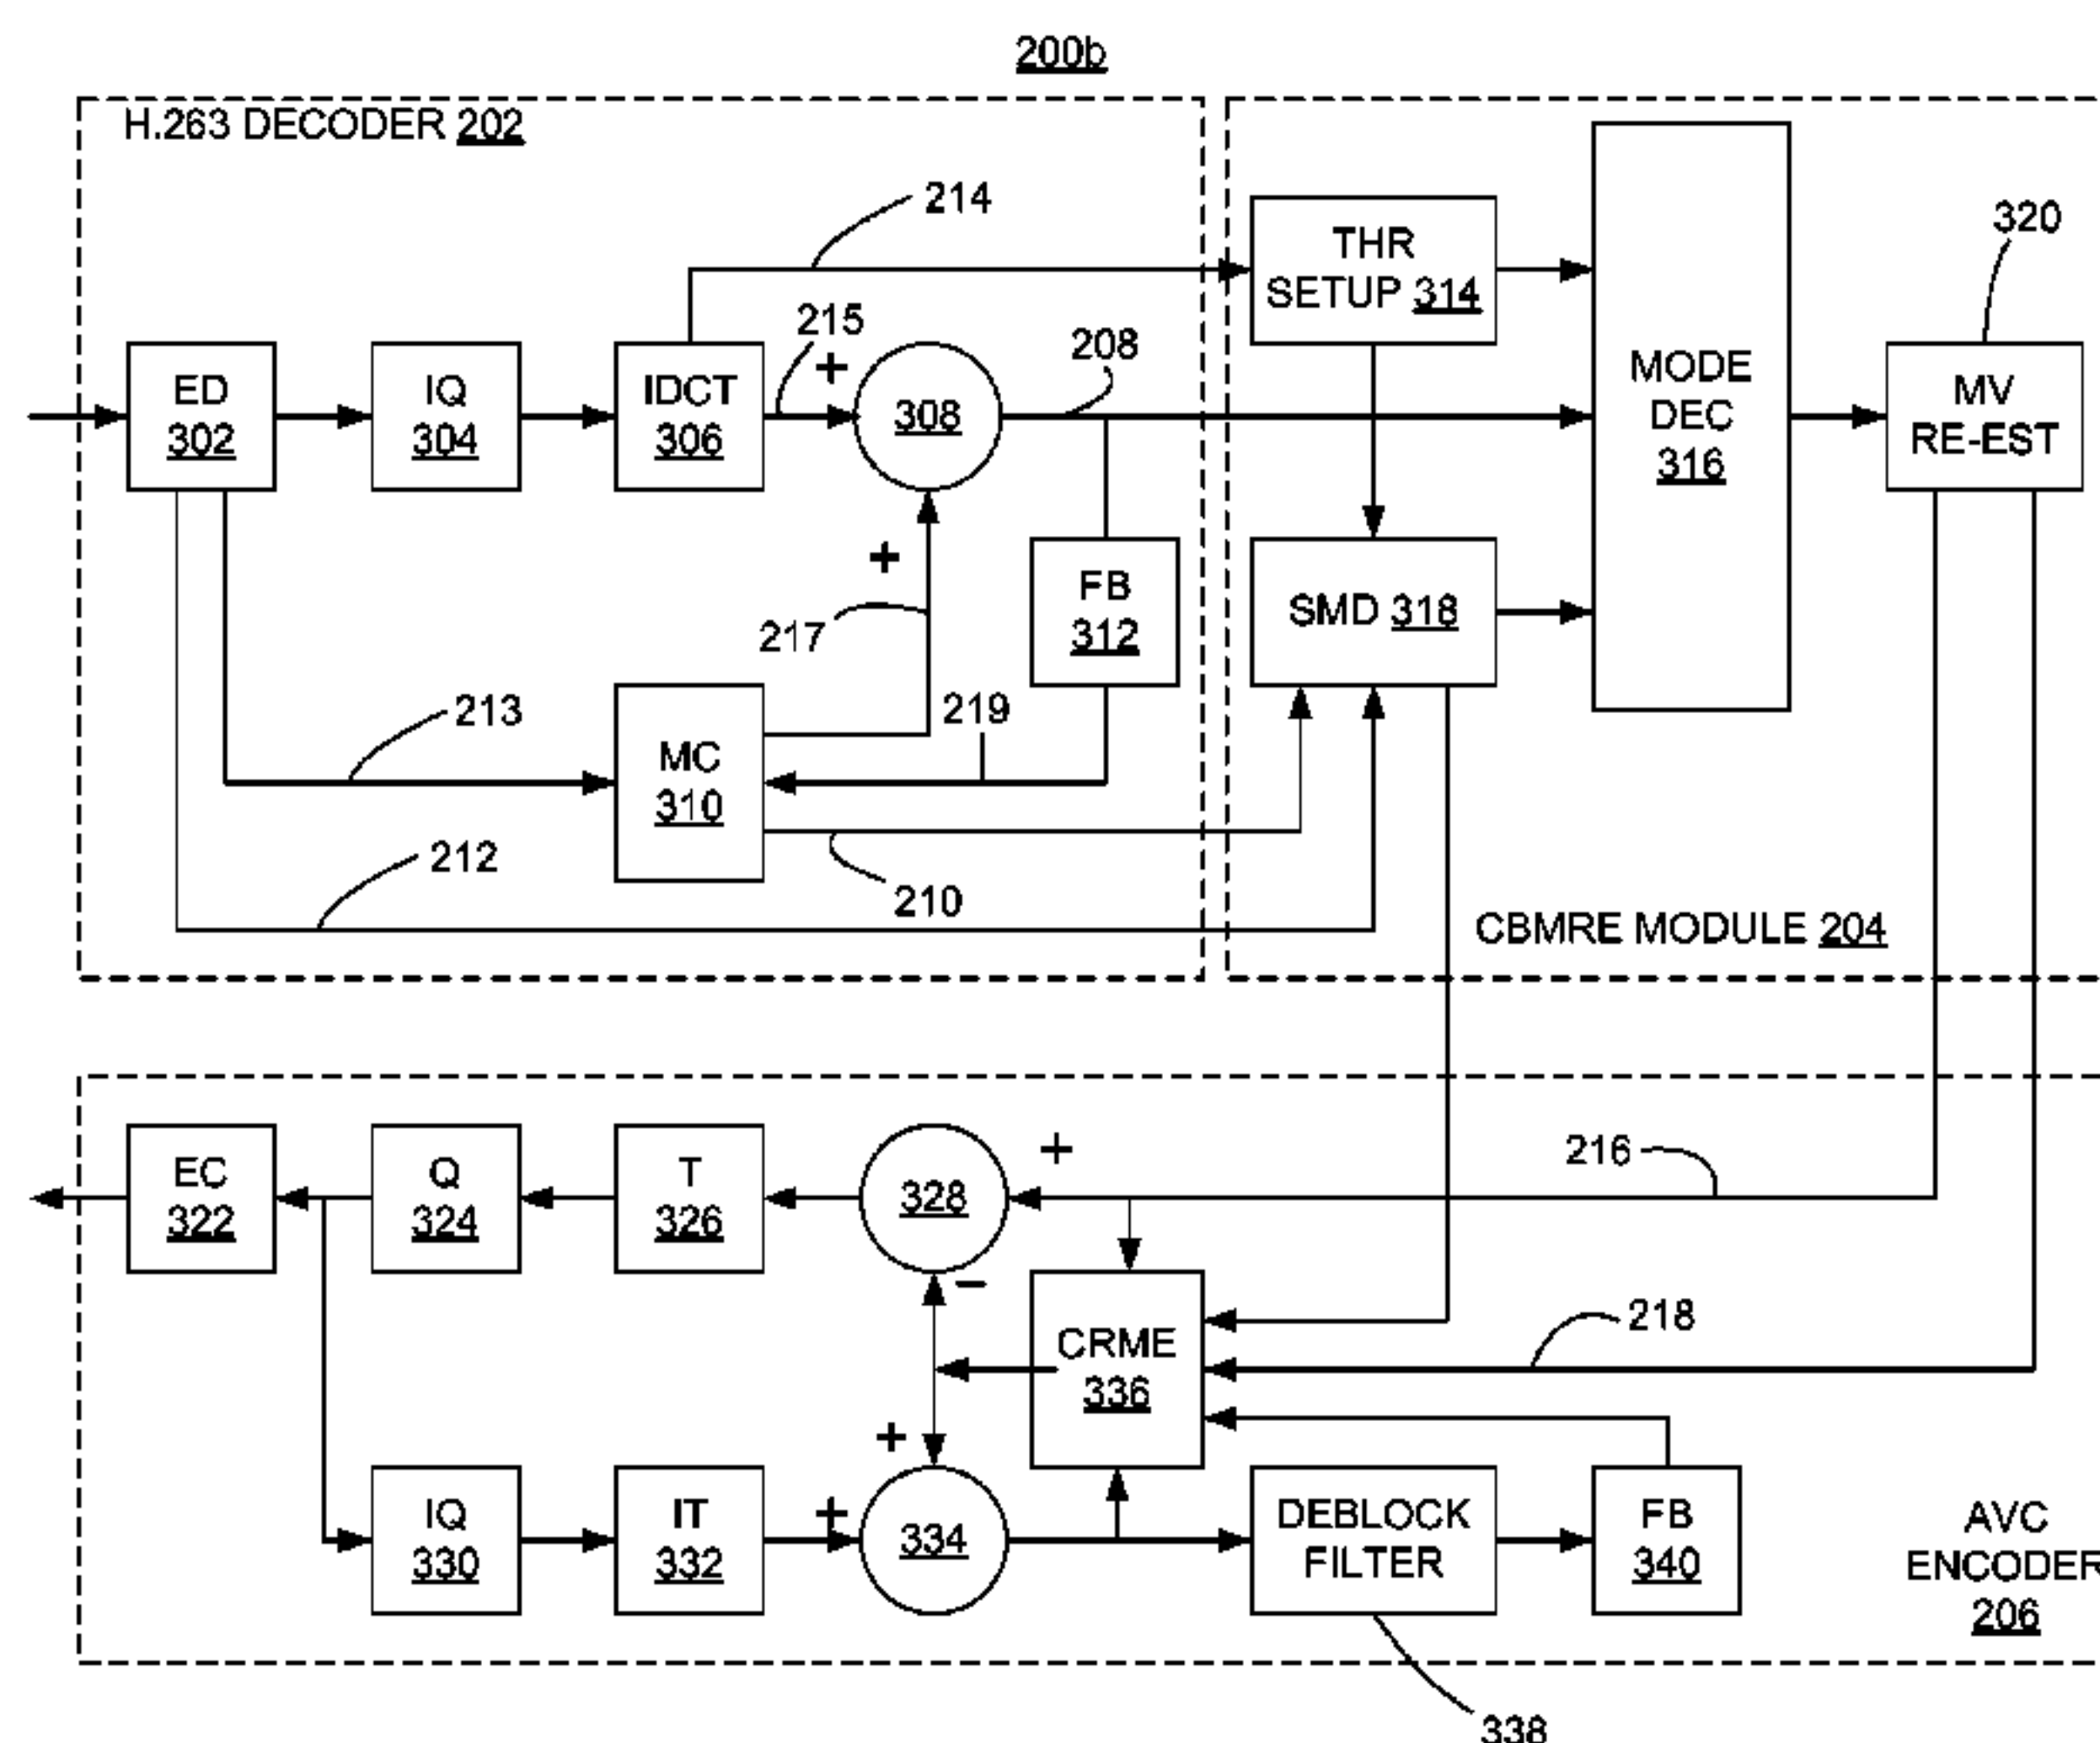 200b
H.263 DECODER 202
214
THR
SETUP 314
320
215
+
208
ED
302
IQ
304
IDCT
306
308
MODE
DEC
316
MV
RE-EST
+
217
FB
312
SMD 318
213
219
MC
310
212
210
CBMRE MODULE 204
EC
322
Q
324
T
326
328
+
216
−
CRME
336
218
+
IQ
330
IT
332
+
334
DEBLOCK
FILTER
FB
340
AVC
ENCODER
206
338